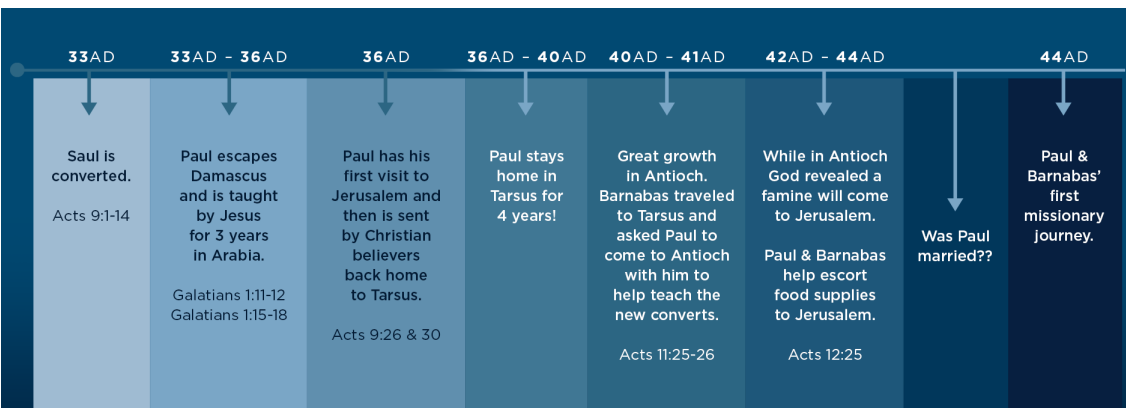 33AD
Saul is
converted.
Acts 9:1-14
33AD – 36AD
Paul escapes
Damascus
and is taught
by Jesus
for 3 years
in Arabia.
Galatians 1:11-12
Galatians 1:15-18
36AD
Paul has his
first visit to
Jerusalem and
then is sent
by Christian
believers
back home
to Tarsus.
Acts 9:26 & 30
36AD – 40AD
Paul stays
home in
Tarsus for
4 years!
40AD – 41AD
Great growth
in Antioch.
Barnabas traveled
to Tarsus and
asked Paul to
come to Antioch
with him to
help teach the
new converts.
Acts 11:25-26
42AD – 44AD
While in Antioch
God revealed a
famine will come
to Jerusalem.
Paul & Barnabas
help escort
food supplies
to Jerusalem.
Acts 12:25
Was Paul
married??
44AD
Paul &
Barnabas’
first
missionary
journey.